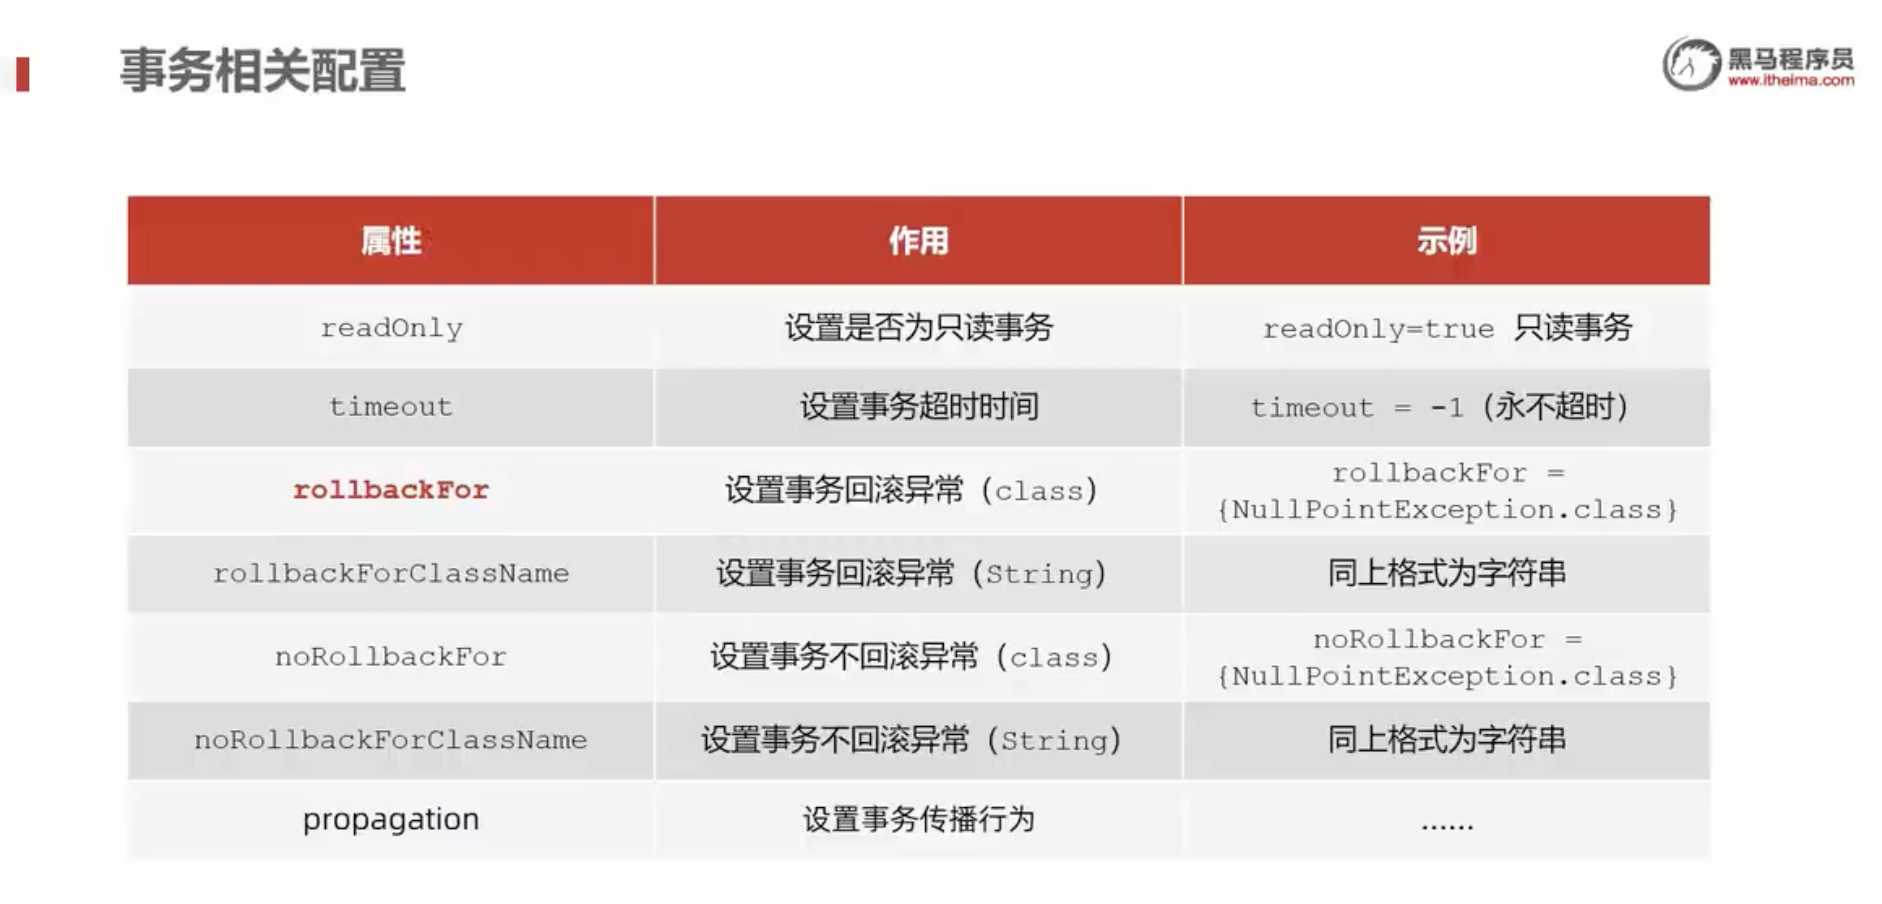 事务相关配置
黑马程序员
www.itheima.com
属性 作用 示例
readOnly 设置是否为只读事务 readOnly=true 只读事务
timeout 设置事务超时时间 timeout = -1（永不超时）
rollbackFor 设置事务回滚异常（class） rollbackFor =
{NullPointException.class}
rollbackForClassName 设置事务回滚异常（String） 同上格式为字符串
noRollbackFor 设置事务不回滚异常（class） noRollbackFor =
{NullPointException.class}
noRollbackForClassName 设置事务不回滚异常（String） 同上格式为字符串
propagation 设置事务传播行为 ……